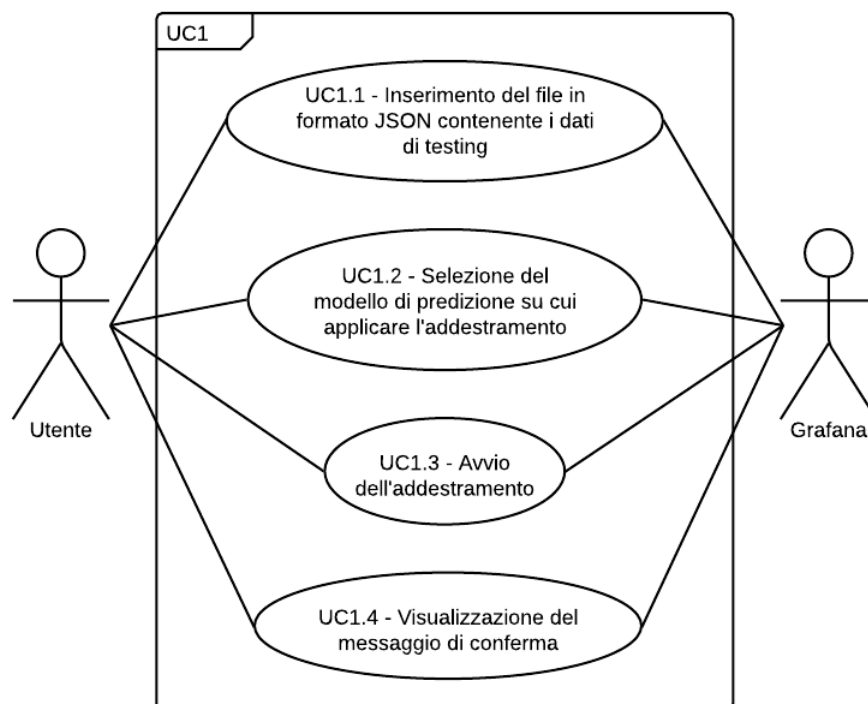 UC1
UC1.1 - Inserimento del file in
formato JSON contenente i dati
di testing
UC1.2 - Selezione del
modello di predizione su cui
applicare l'addestramento
UC1.3 - Avvio
dell'addestramento
UC1.4 - Visualizzazione del
messaggio di conferma
Utente
Grafana